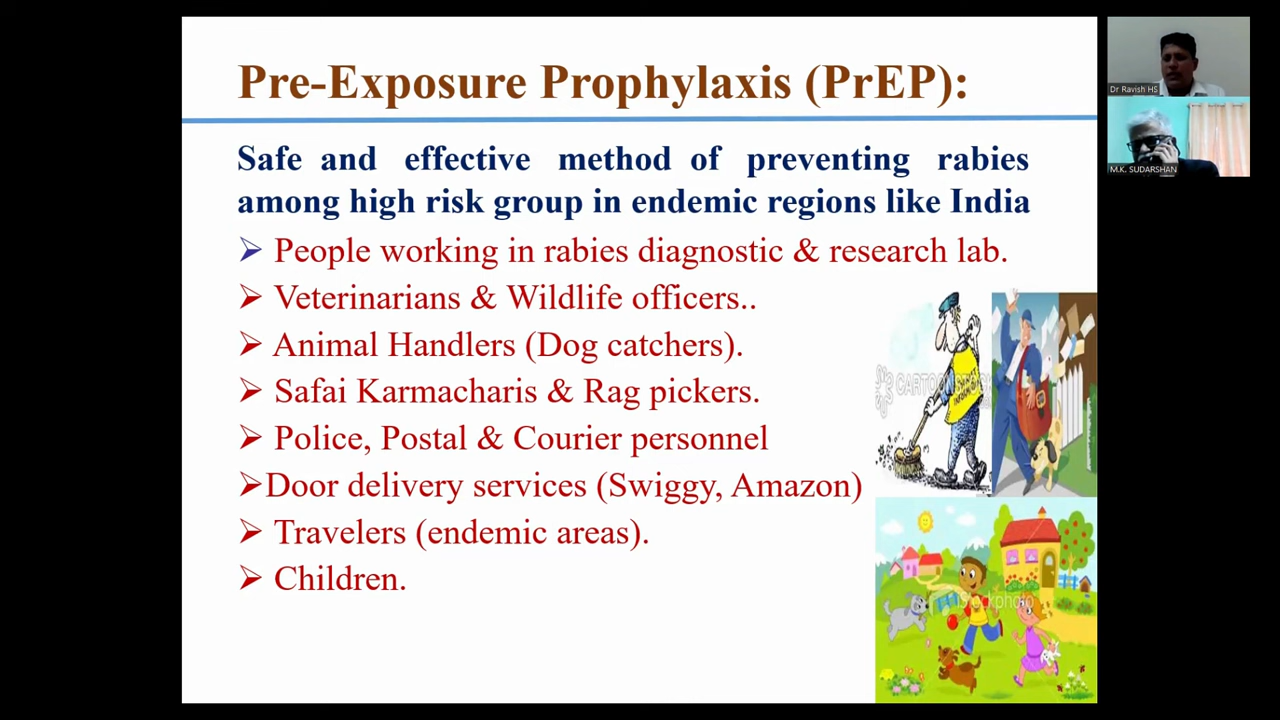 Pre-Exposure Prophylaxis (PrEP):
Safe and effective method of preventing rabies
among high risk group in endemic regions like India
People working in rabies diagnostic & research lab.
Veterinarians & Wildlife officers..
Animal Handlers (Dog catchers).
Safai Karmacharis & Rag pickers.
Police, Postal & Courier personnel
Door delivery services (Swiggy, Amazon)
Travelers (endemic areas).
Children.
Dr Ravish HS
M.K. SUDARSHAN
iStockphoto